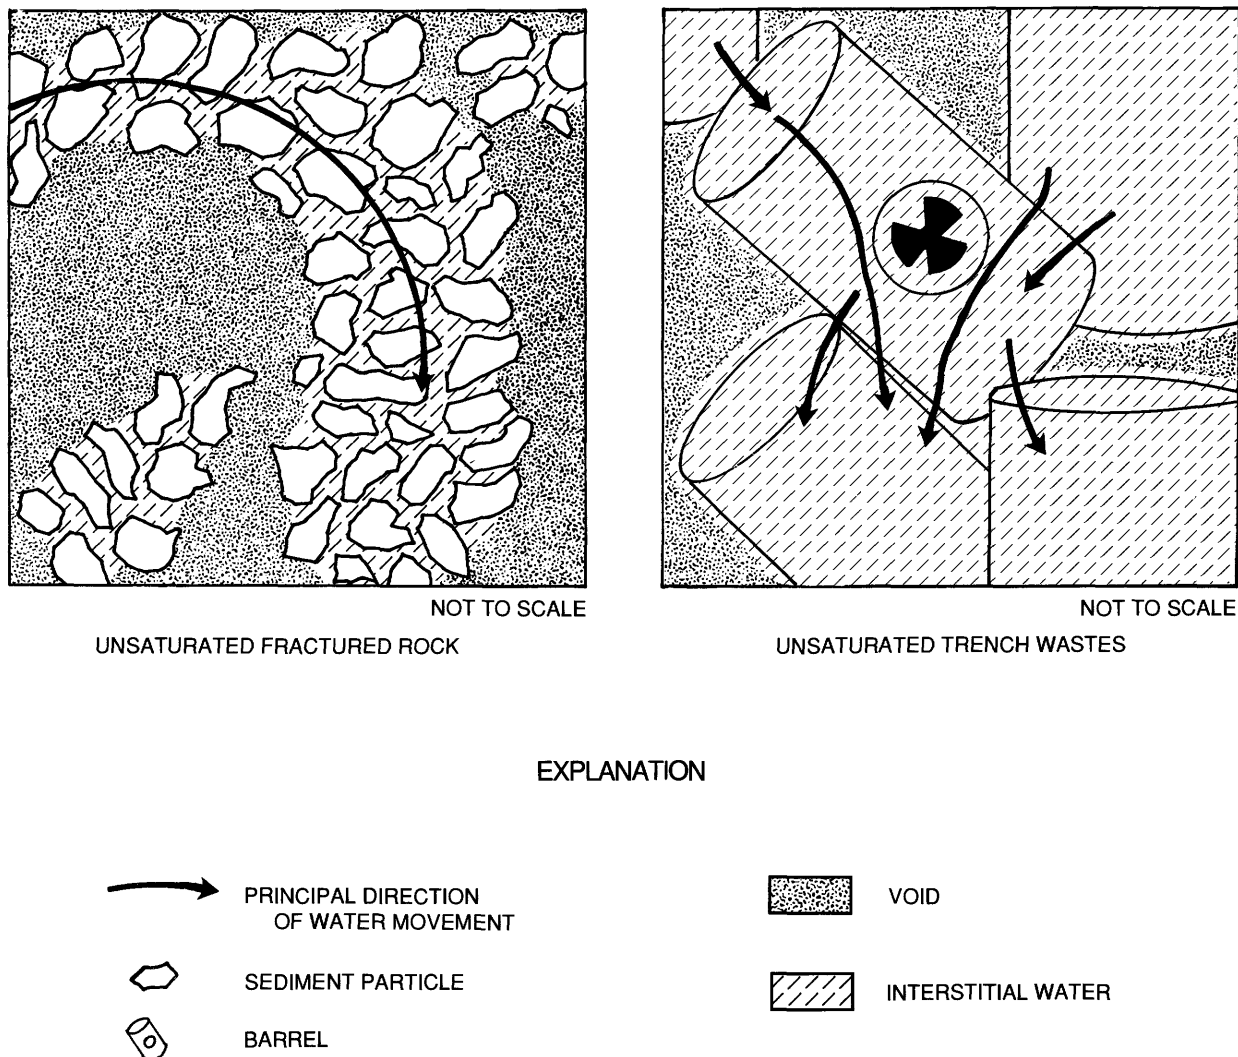 NOT TO SCALE
UNSATURATED FRACTURED ROCK
NOT TO SCALE
UNSATURATED TRENCH WASTES
EXPLANATION
PRINCIPAL DIRECTION
OF WATER MOVEMENT
SEDIMENT PARTICLE
BARREL
VOID
INTERSTITIAL WATER